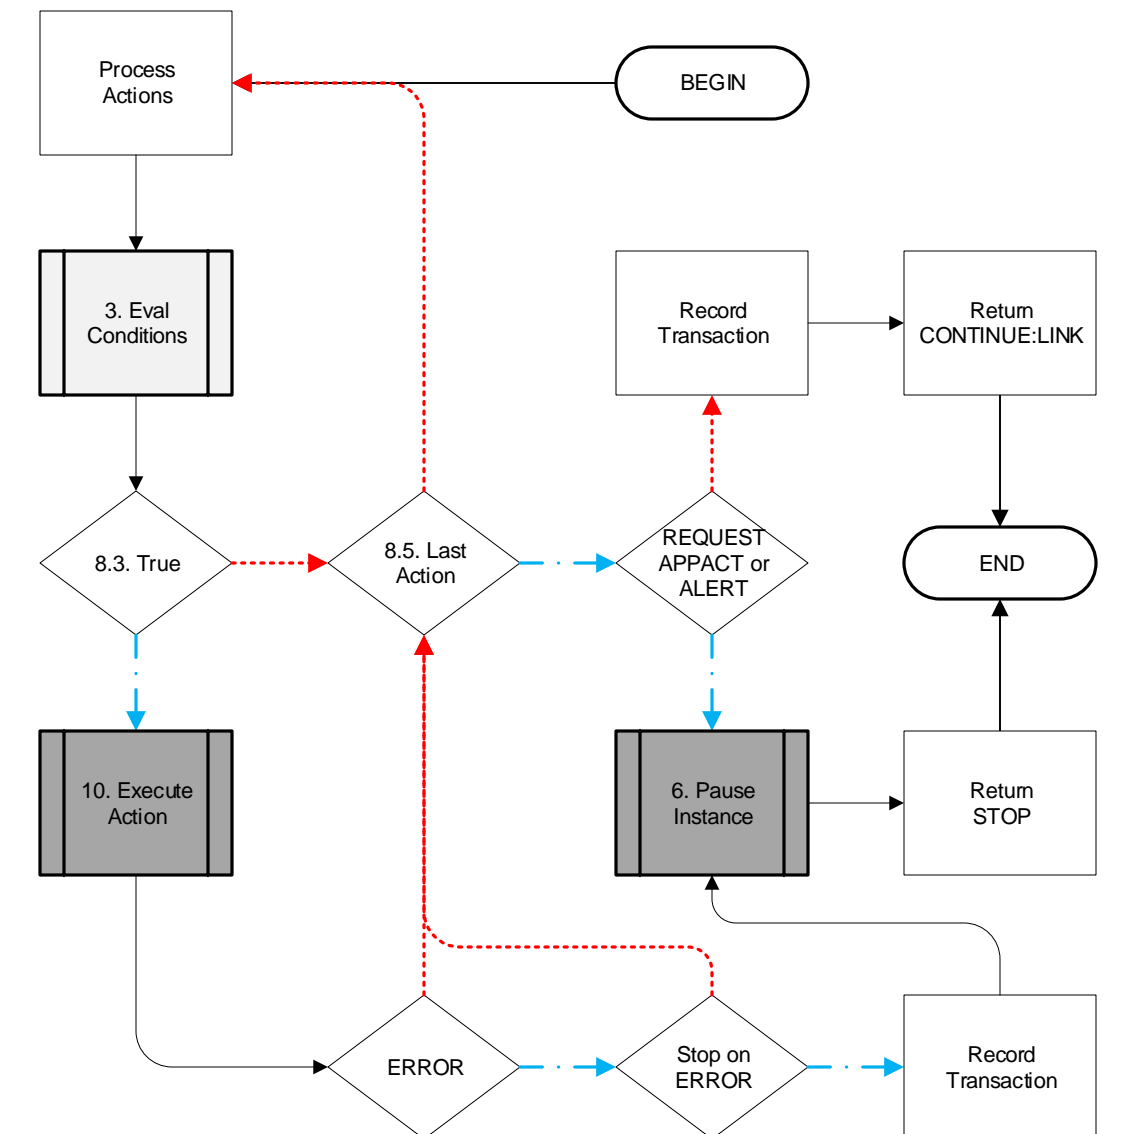 Process
Actions
BEGIN
3. Eval
Conditions
Record
Transaction
Return
CONTINUE:LINK
8.3. True
8.5. Last
Action
REQUEST
APPACT or
ALERT
END
10. Execute
Action
6. Pause
Instance
Return
STOP
ERROR
Stop on
ERROR
Record
Transaction